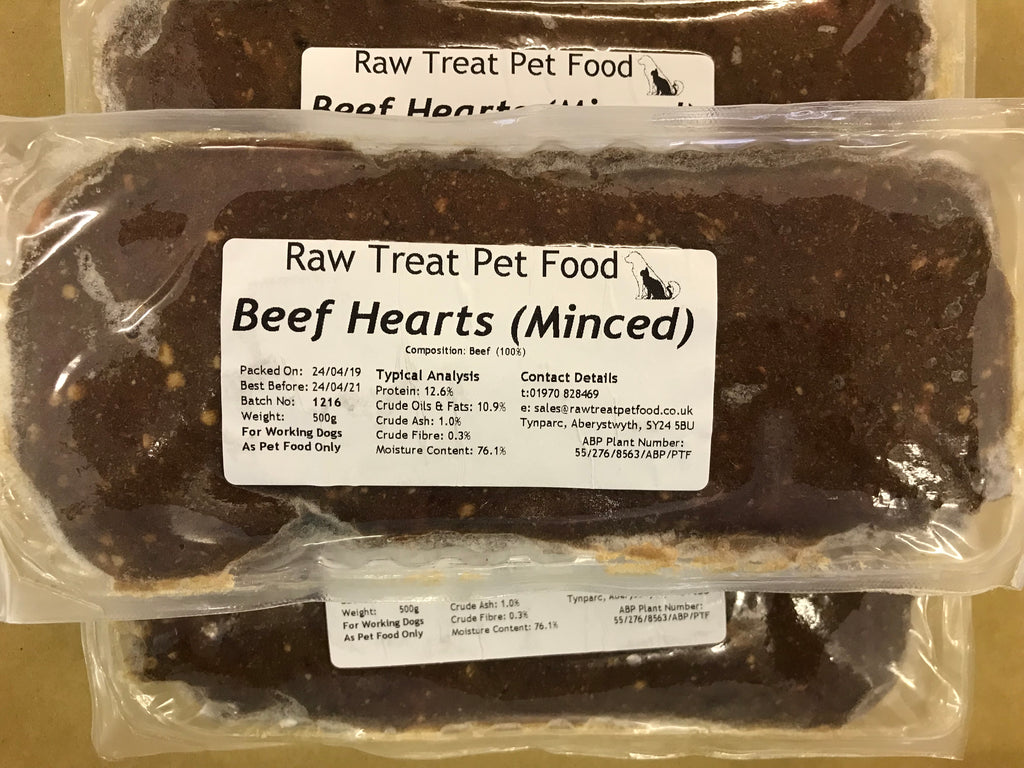 Raw Treat Pet Food
Beef Hearts (Minced)
Raw Treat Pet Food
Beef Hearts (Minced)
Composition: Beef (100%)
Packed On: 24/04/19
Best Before: 24/04/21
Batch No: 1216
Weight: 500g
For Working Dogs
As Pet Food Only
Typical Analysis
Protein: 12.6%
Crude Oils & Fats: 10.9%
Crude Ash: 1.0%
Crude Fibre: 0.3%
Moisture Content: 76.1%
Contact Details
t:01970 828469
e: sales@rawtreatpetfood.co.uk
Tynparc, Aberystwyth, SY24 5BU
ABP Plant Number:
55/276/8563/ABP/PTF
Weight: 500g
For Working Dogs
As Pet Food Only
Crude Ash: 1.0%
Crude Fibre: 0.3%
Moisture Content: 76.1%
Tynparc,
ABP Plant Number:
55/276/8563/ABP/PTF